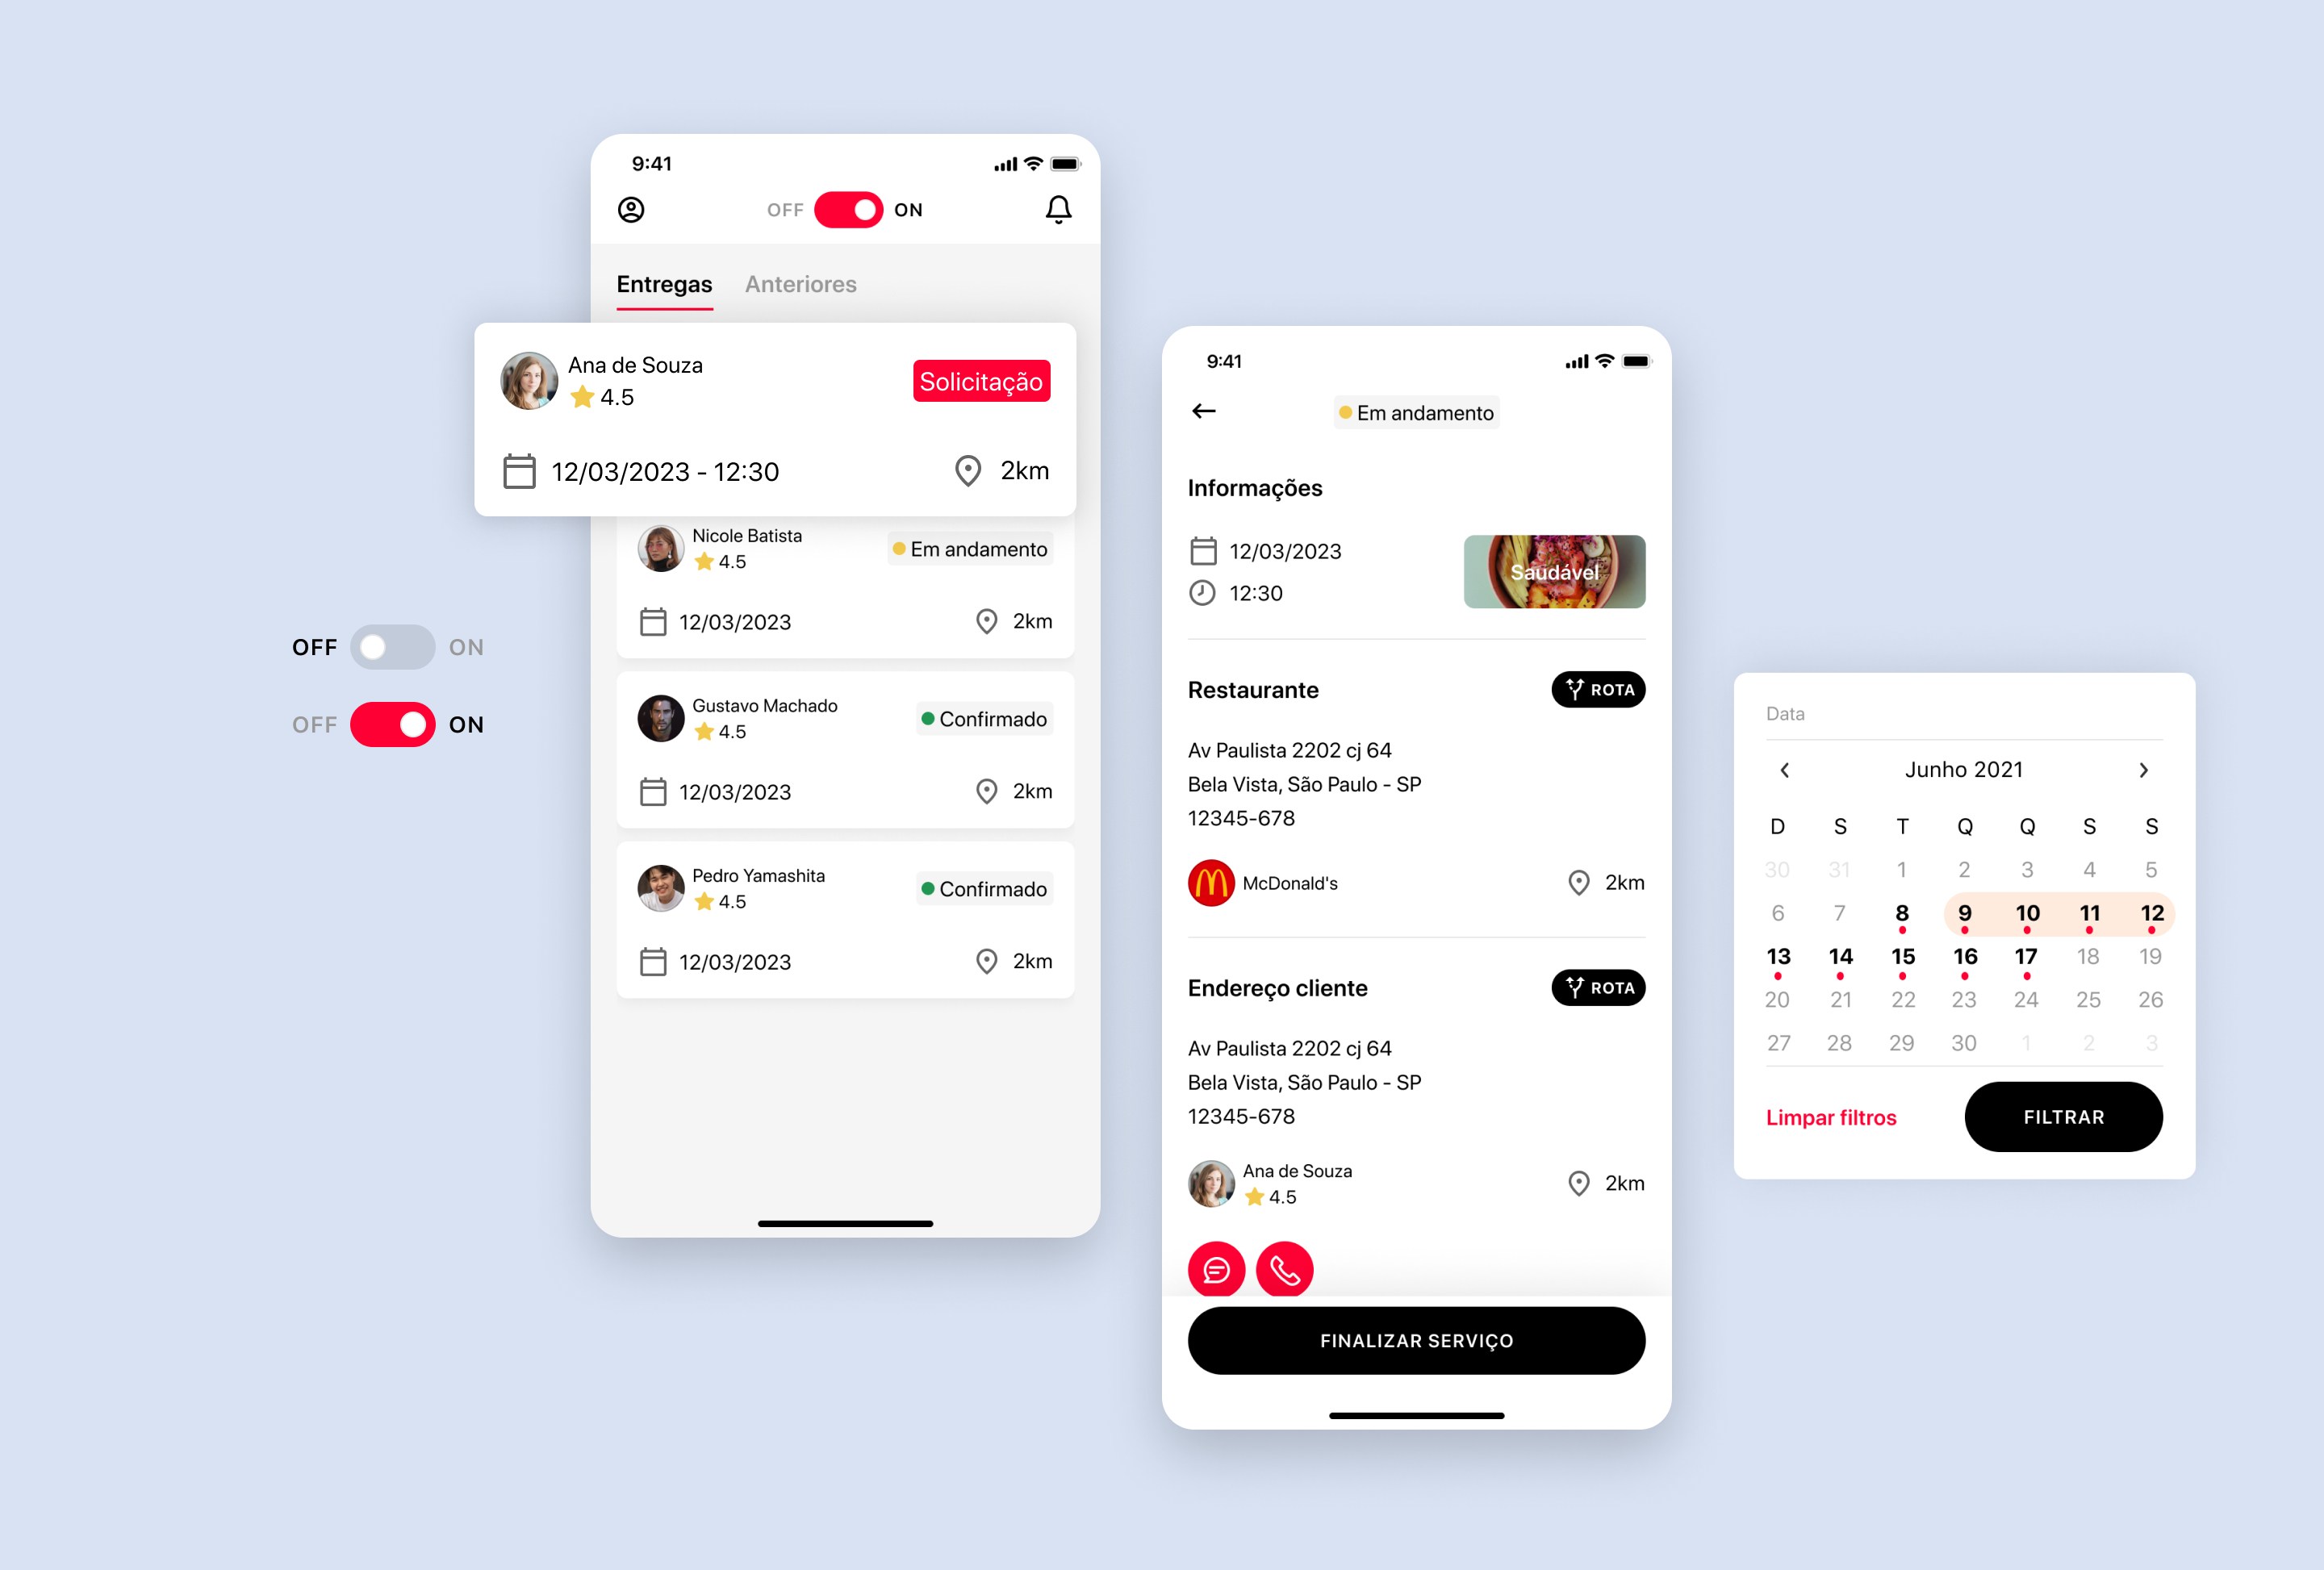 OFF ON
OFF ON
9:41
OFF ON
Entregas Anteriores
Ana de Souza
4.5
Solicitação
12/03/2023 - 12:30 2km
Nicole Batista
4.5
Em andamento
12/03/2023 2km
Gustavo Machado
4.5
Confirmado
12/03/2023 2km
Pedro Yamashita
4.5
Confirmado
12/03/2023 2km
9:41
Em andamento
Informações
12/03/2023
12:30
Saudável
Restaurante ROTA
Av Paulista 2202 cj 64
Bela Vista, São Paulo - SP
12345-678
McDonald's 2km
Endereço cliente ROTA
Av Paulista 2202 cj 64
Bela Vista, São Paulo - SP
12345-678
Ana de Souza
4.5
2km
FINALIZAR SERVIÇO
Data
Junho 2021
D S T Q Q S S
30 31 1 2 3 4 5
6 7 8 9 10 11 12
13 14 15 16 17 18 19
20 21 22 23 24 25 26
27 28 29 30 1 2 3
Limpar filtros FILTRAR